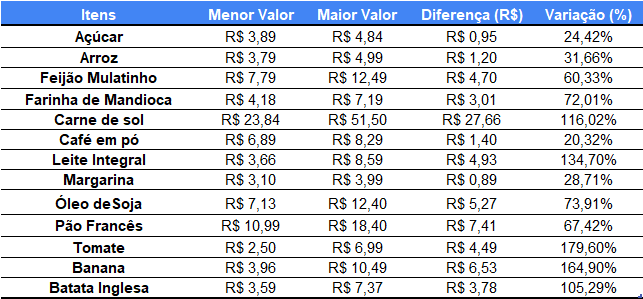 Itens Menor Valor Maior Valor Diferença (R$) Variação (%)
Açúcar R$ 3,89 R$ 4,84 R$ 0,95 24,42%
Arroz R$ 3,79 R$ 4,99 R$ 1,20 31,66%
Feijão Mulatinho R$ 7,79 R$ 12,49 R$ 4,70 60,33%
Farinha de Mandioca R$ 4,18 R$ 7,19 R$ 3,01 72,01%
Carne de sol R$ 23,84 R$ 51,50 R$ 27,66 116,02%
Café em pó R$ 6,89 R$ 8,29 R$ 1,40 20,32%
Leite Integral R$ 3,66 R$ 8,59 R$ 4,93 134,70%
Margarina R$ 3,10 R$ 3,99 R$ 0,89 28,71%
Óleo de Soja R$ 7,13 R$ 12,40 R$ 5,27 73,91%
Pão Francês R$ 10,99 R$ 18,40 R$ 7,41 67,42%
Tomate R$ 2,50 R$ 6,99 R$ 4,49 179,60%
Banana R$ 3,96 R$ 10,49 R$ 6,53 164,90%
Batata Inglesa R$ 3,59 R$ 7,37 R$ 3,78 105,29%